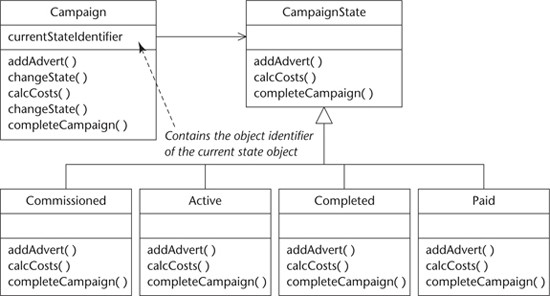 Campaign
currentStateIdentifier
addAdvert( )
changeState( )
calcCosts( )
changeState( )
completeCampaign( )
CampaignState
addAdvert( )
calcCosts( )
completeCampaign( )
Contains the object identifier
of the current state object
Commissioned
addAdvert( )
calcCosts( )
completeCampaign( )
Active
addAdvert( )
calcCosts( )
completeCampaign( )
Completed
addAdvert( )
calcCosts( )
completeCampaign( )
Paid
addAdvert( )
calcCosts( )
completeCampaign( )